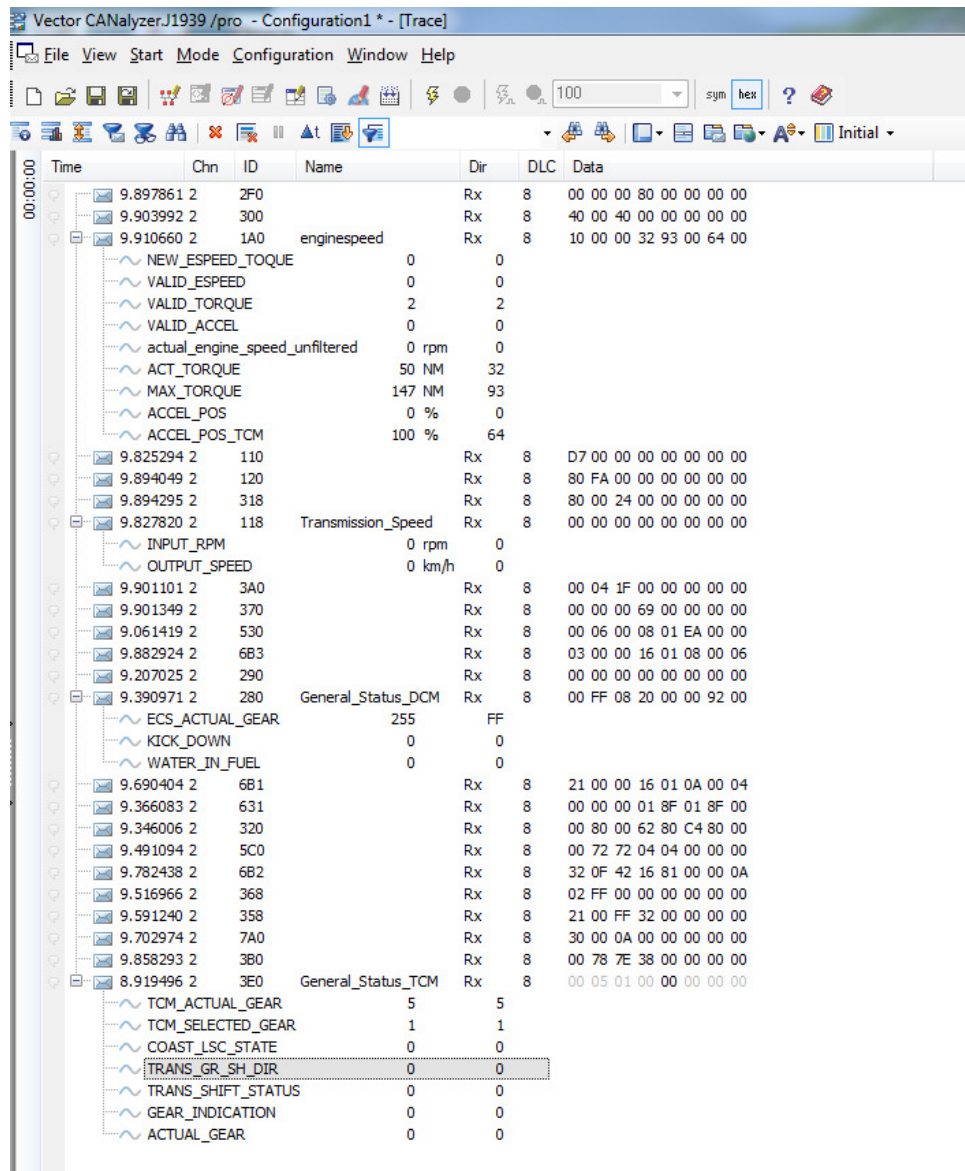 Vector CANalyzer.J1939 /pro - Configuration1 * - [Trace]
File View Start Mode Configuration Window Help
100 sym hex ?
Initial
00:00:00
Time Chn ID Name Dir DLC Data
9.897861 2 2F0 Rx 8 00 00 00 80 00 00 00 00
9.903992 2 300 Rx 8 40 00 40 00 00 00 00 00
9.910660 2 1A0 enginespeed Rx 8 10 00 00 32 93 00 64 00
NEW_ESPEED_TOQUE 0 0
VALID_ESPEED 0 0
VALID_TORQUE 2 2
VALID_ACCEL 0 0
actual_engine_speed_unfiltered 0 rpm 0
ACT_TORQUE 50 NM 32
MAX_TORQUE 147 NM 93
ACCEL_POS 0 % 0
ACCEL_POS_TCM 100 % 64
9.825294 2 110 Rx 8 D7 00 00 00 00 00 00 00
9.894049 2 120 Rx 8 80 FA 00 00 00 00 00 00
9.894295 2 318 Rx 8 80 00 24 00 00 00 00 00
9.827820 2 118 Transmission_Speed Rx 8 00 00 00 00 00 00 00 00
INPUT_RPM 0 rpm 0
OUTPUT_SPEED 0 km/h 0
9.901101 2 3A0 Rx 8 00 04 1F 00 00 00 00 00
9.901349 2 370 Rx 8 00 00 00 69 00 00 00 00
9.061419 2 530 Rx 8 00 06 00 08 01 EA 00 00
9.882924 2 6B3 Rx 8 03 00 00 16 01 08 00 06
9.207025 2 290 Rx 8 00 00 00 00 00 00 00 00
9.390971 2 280 General_Status_DCM Rx 8 00 FF 08 20 00 00 92 00
ECS_ACTUAL_GEAR 255 FF
KICK_DOWN 0 0
WATER_IN_FUEL 0 0
9.690404 2 6B1 Rx 8 21 00 00 16 01 0A 00 04
9.366083 2 631 Rx 8 00 00 00 01 8F 01 8F 00
9.346006 2 320 Rx 8 00 80 00 62 80 C4 80 00
9.491094 2 5C0 Rx 8 00 72 72 04 04 00 00 00
9.782438 2 6B2 Rx 8 32 0F 42 16 81 00 00 0A
9.516966 2 368 Rx 8 02 FF 00 00 00 00 00 00
9.591240 2 358 Rx 8 21 00 FF 32 00 00 00 00
9.702974 2 7A0 Rx 8 30 00 0A 00 00 00 00 00
9.858293 2 3B0 Rx 8 00 78 7E 38 00 00 00 00
8.919496 2 3E0 General_Status_TCM Rx 8 00 05 01 00 00 00 00 00
TCM_ACTUAL_GEAR 5 5
TCM_SELECTED_GEAR 1 1
COAST_LSC_STATE 0 0
TRANS_GR_SH_DIR 0 0
TRANS_SHIFT_STATUS 0 0
GEAR_INDICATION 0 0
ACTUAL_GEAR 0 0